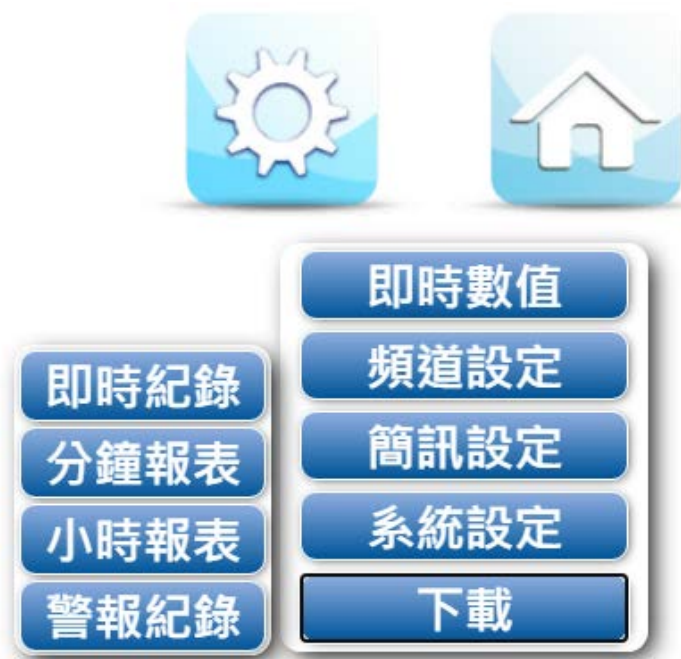 即時數值
頻道設定
簡訊設定
系統設定
下載
即時紀錄
分鐘報表
小時報表
警報紀錄